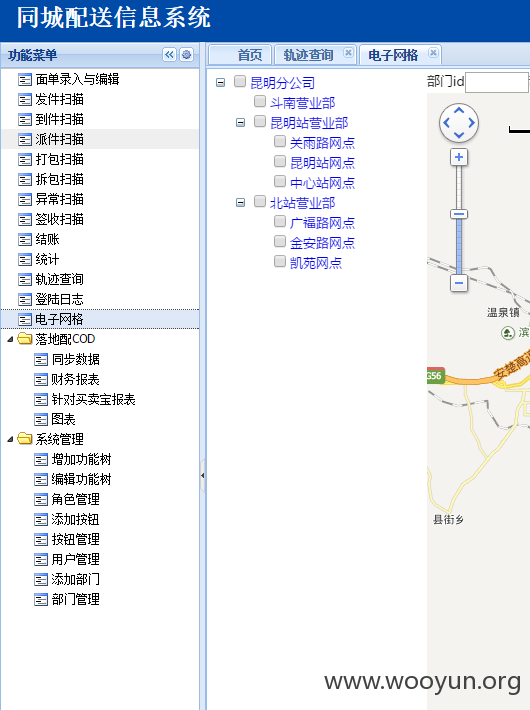 同城配送信息系统
功能菜单
面单录入与编辑
发件扫描
到件扫描
派件扫描
打包扫描
拆包扫描
异常扫描
签收扫描
结账
统计
轨迹查询
登陆日志
电子网格
落地配COD
同步数据
财务报表
针对买卖宝报表
图表
系统管理
增加功能树
编辑功能树
角色管理
添加按钮
按钮管理
用户管理
添加部门
部门管理
首页 轨迹查询 电子网格
昆明分公司
斗南营业部
昆明站营业部
关雨路网点
昆明站网点
中心站网点
北站营业部
广福路网点
金安路网点
凯苑网点
部门id
温泉镇
滨
安楚高速
G56
县街乡
www.wooyun.org